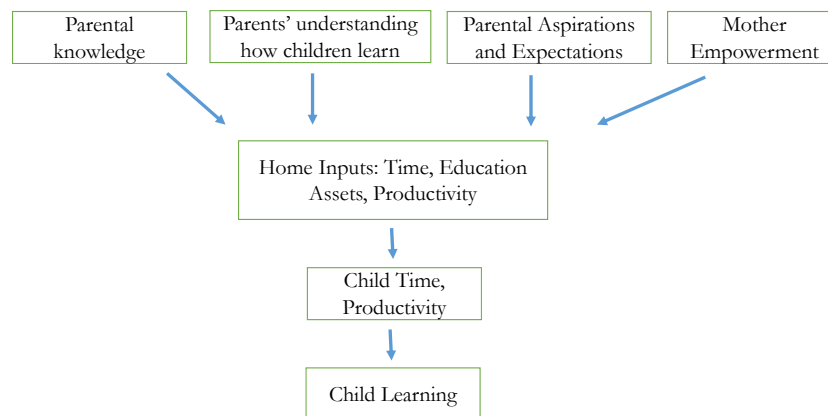 Parental
knowledge
Parents’ understanding
how children learn
Parental Aspirations
and Expectations
Mother
Empowerment
Home Inputs: Time, Education
Assets, Productivity
Child Time,
Productivity
Child Learning